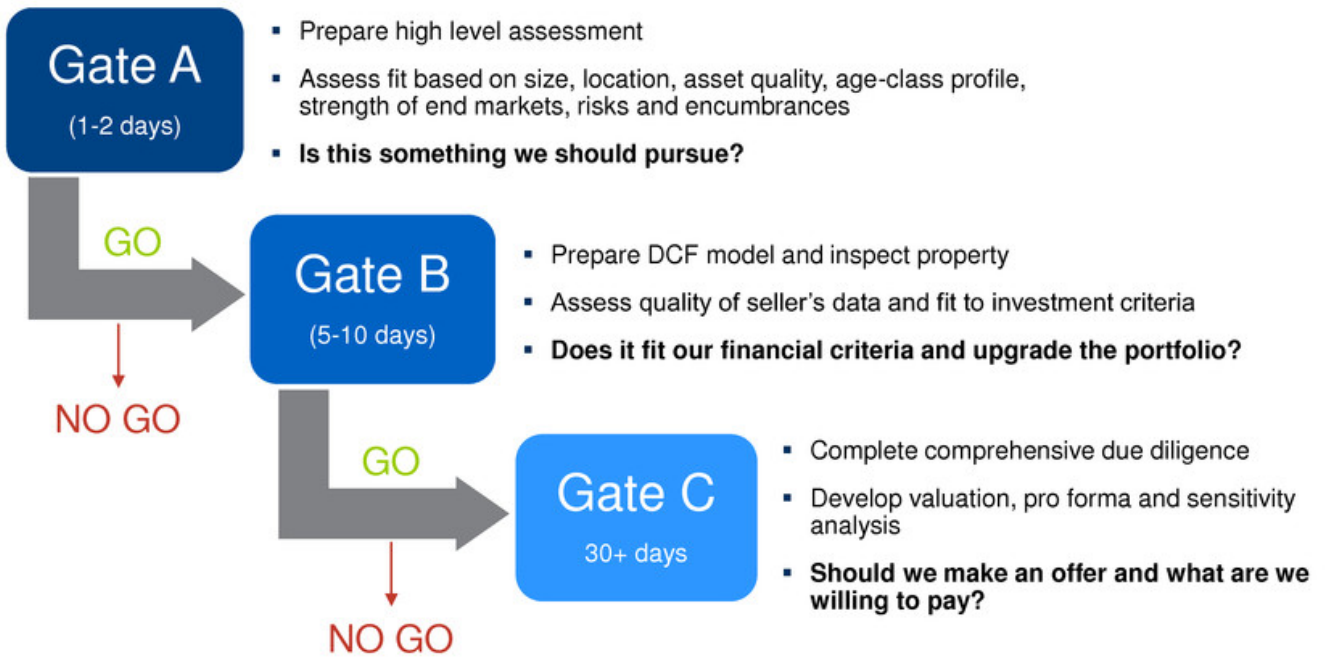 Gate A
(1-2 days)
▪ Prepare high level assessment
▪ Assess fit based on size, location, asset quality, age-class profile,
strength of end markets, risks and encumbrances
▪ Is this something we should pursue?
GO
NO GO
Gate B
(5-10 days)
▪ Prepare DCF model and inspect property
▪ Assess quality of seller’s data and fit to investment criteria
▪ Does it fit our financial criteria and upgrade the portfolio?
GO
NO GO
Gate C
30+ days
▪ Complete comprehensive due diligence
▪ Develop valuation, pro forma and sensitivity
analysis
▪ Should we make an offer and what are we
willing to pay?